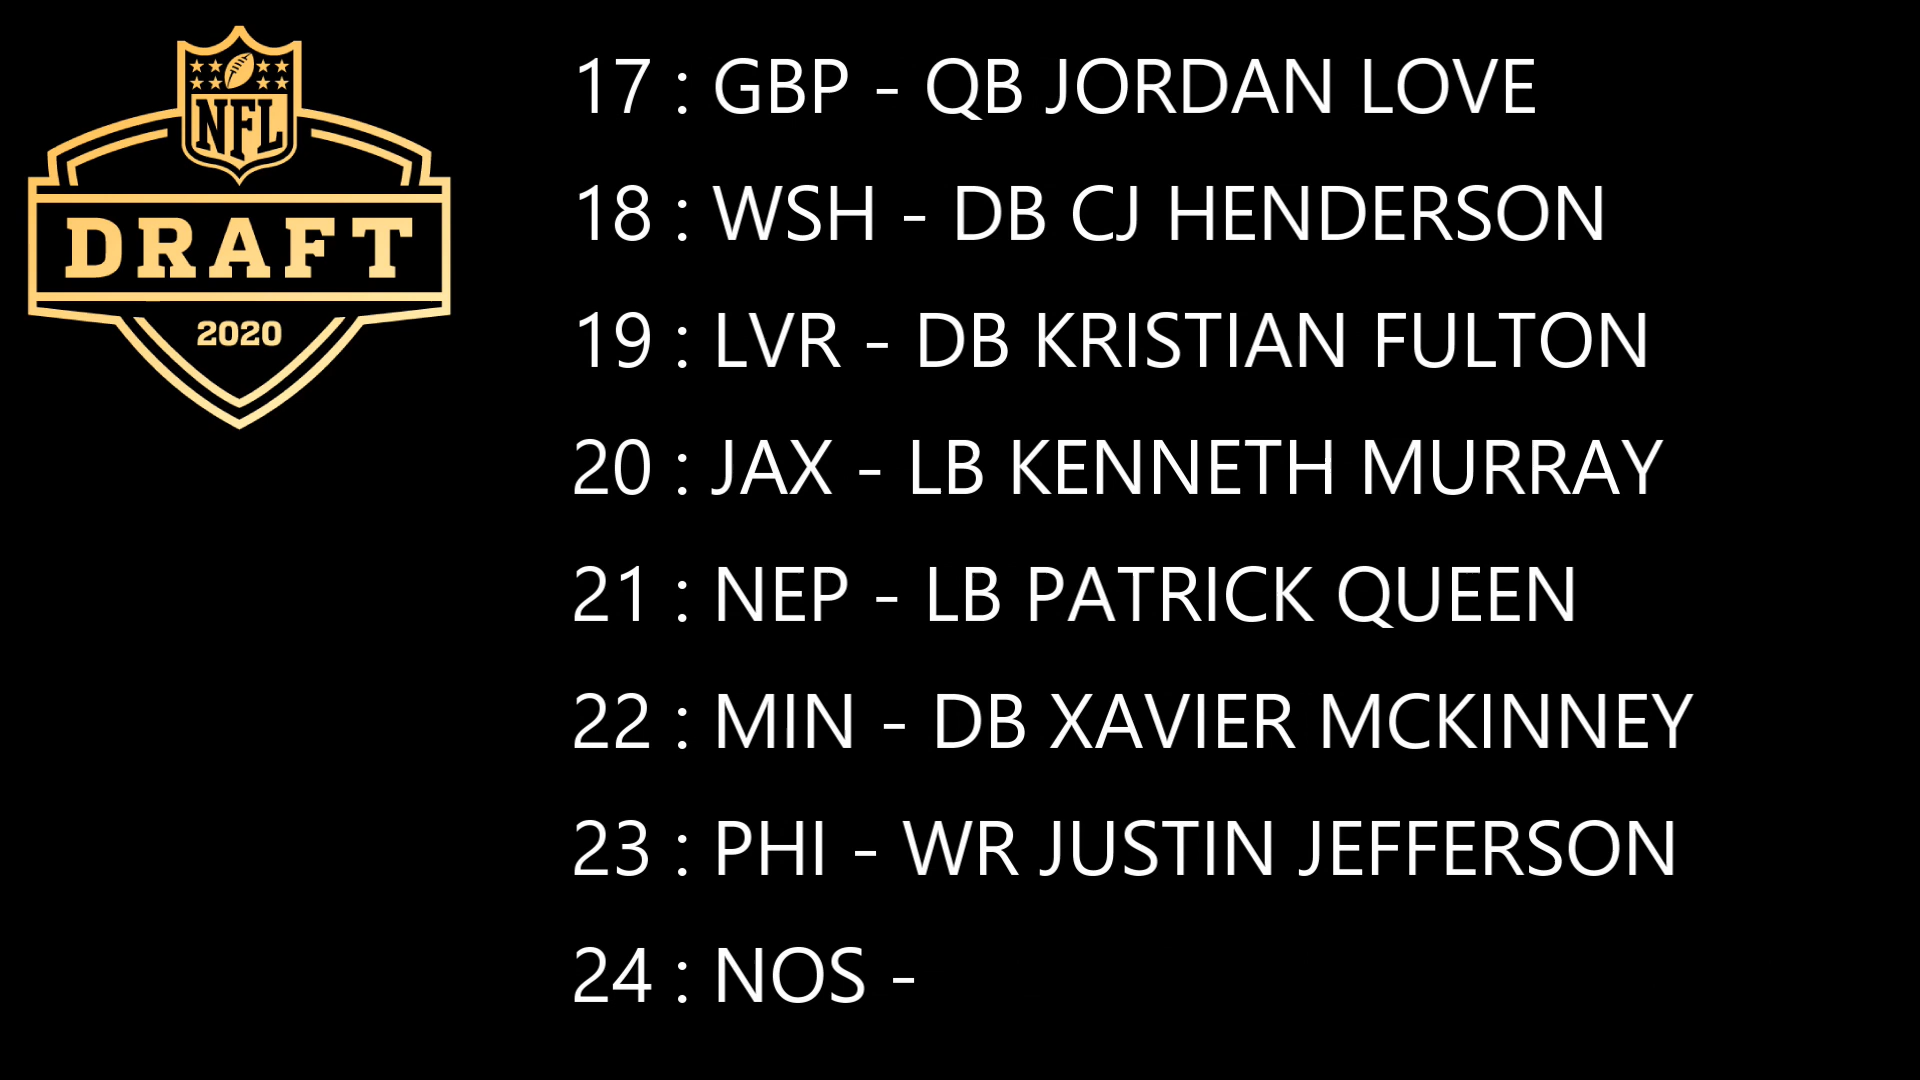 NFL
DRAFT
2020
17 : GBP - QB JORDAN LOVE
18 : WSH - DB CJ HENDERSON
19 : LVR - DB KRISTIAN FULTON
20 : JAX - LB KENNETH MURRAY
21 : NEP - LB PATRICK QUEEN
22 : MIN - DB XAVIER MCKINNEY
23 : PHI - WR JUSTIN JEFFERSON
24 : NOS -